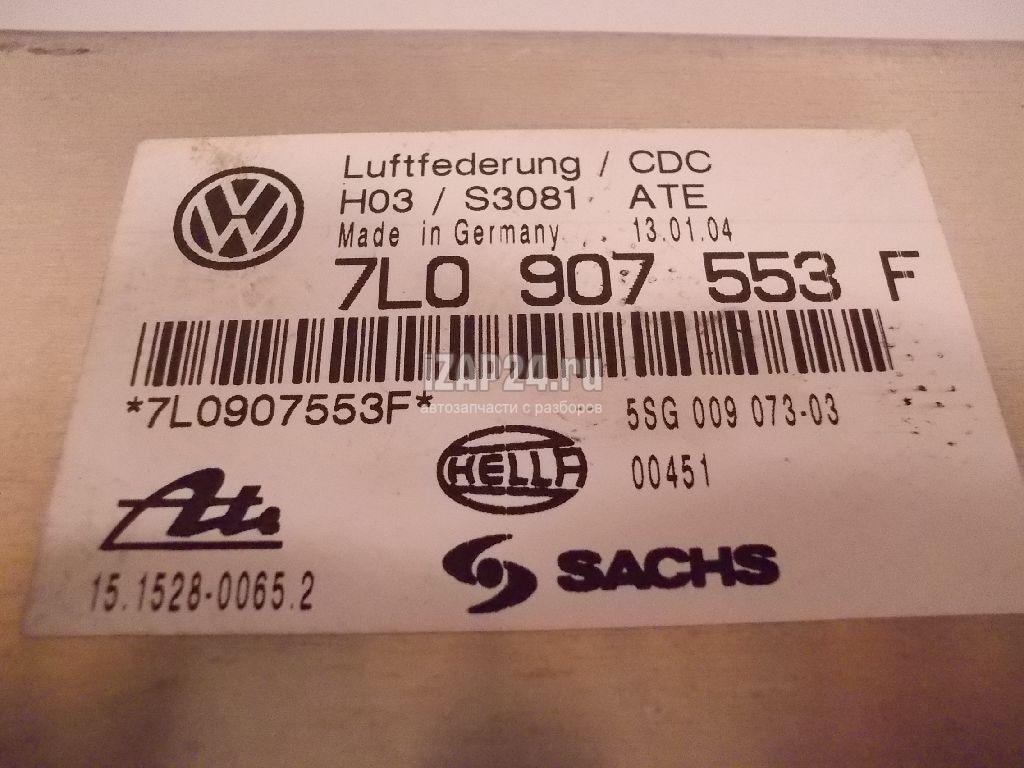 Luftfederung / CDC
H03 / S3081 ATE
Made in Germany 13.01.04
7L0 907 553 F
iZAP24.ru
автозапчасти с разборов
*7L0907553F*
5SG 009 073-03
HELLA
00451
Ate
SACHS
15.1528-0065.2